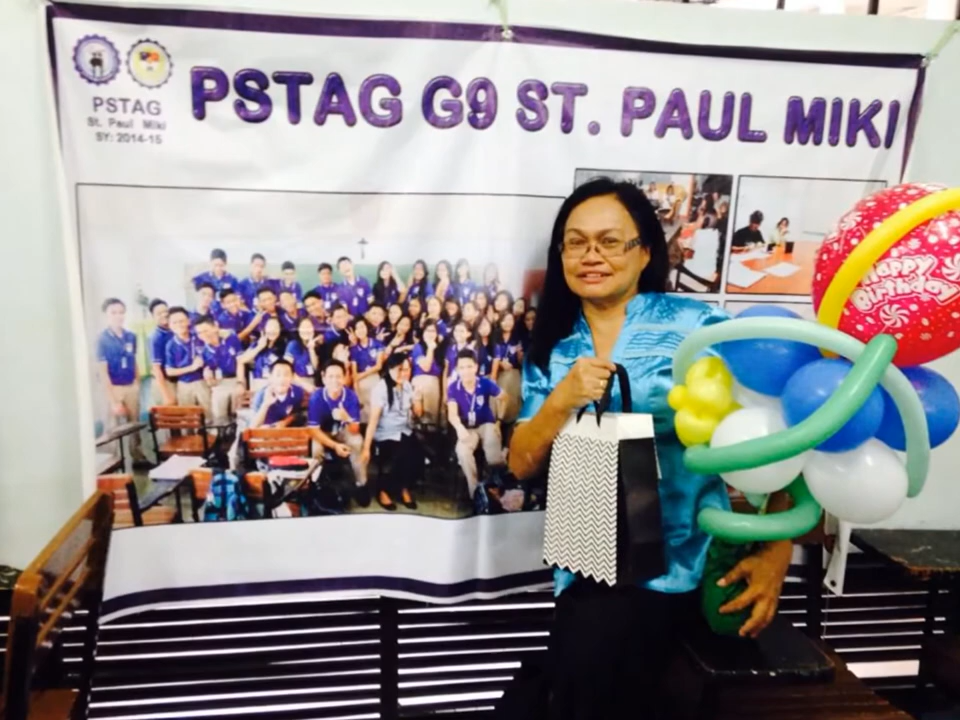 PSTAG
St. Paul Miki
SY: 2014-15
PSTAG G9 ST. PAUL MIKI
Happy
Birthday